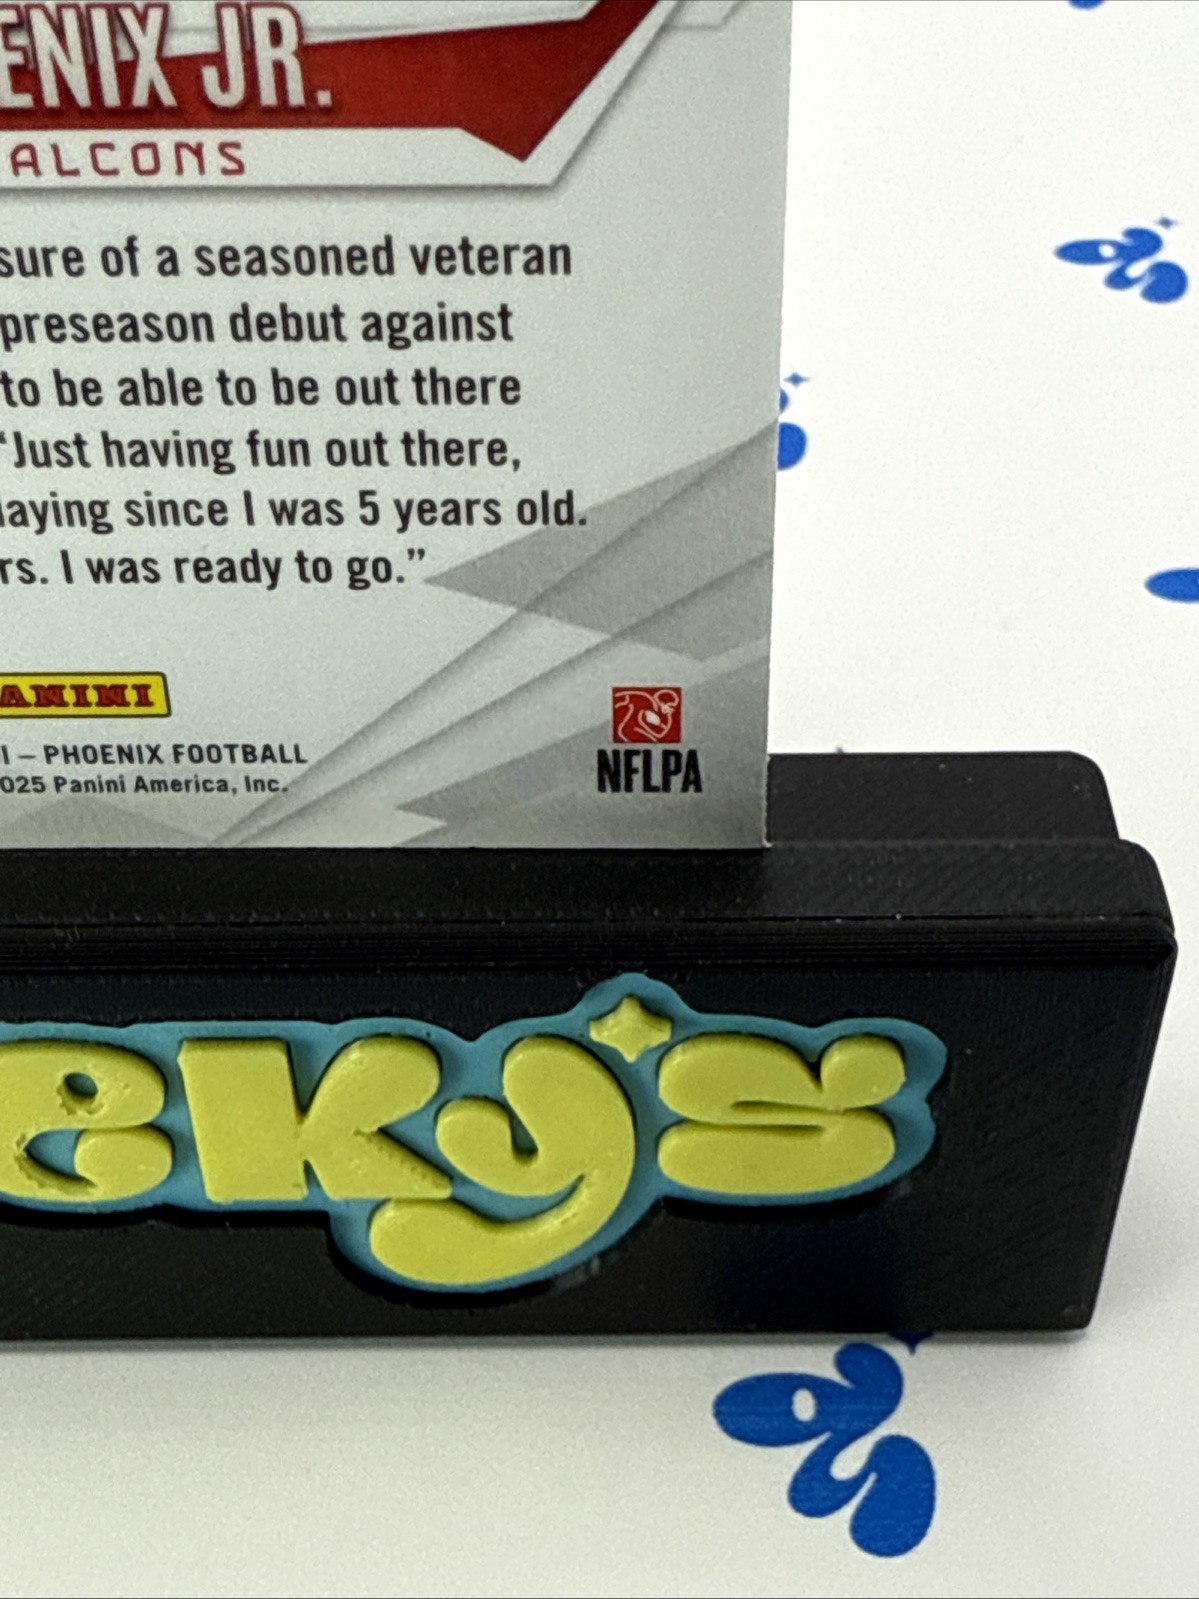 ENIX JR.
ALCONS
sure of a seasoned veteran
preseason debut against
to be able to be out there
“Just having fun out there,
laying since I was 5 years old.
rs. I was ready to go.”
ANINI
NFLPA
I – PHOENIX FOOTBALL
025 Panini America, Inc.
eky's